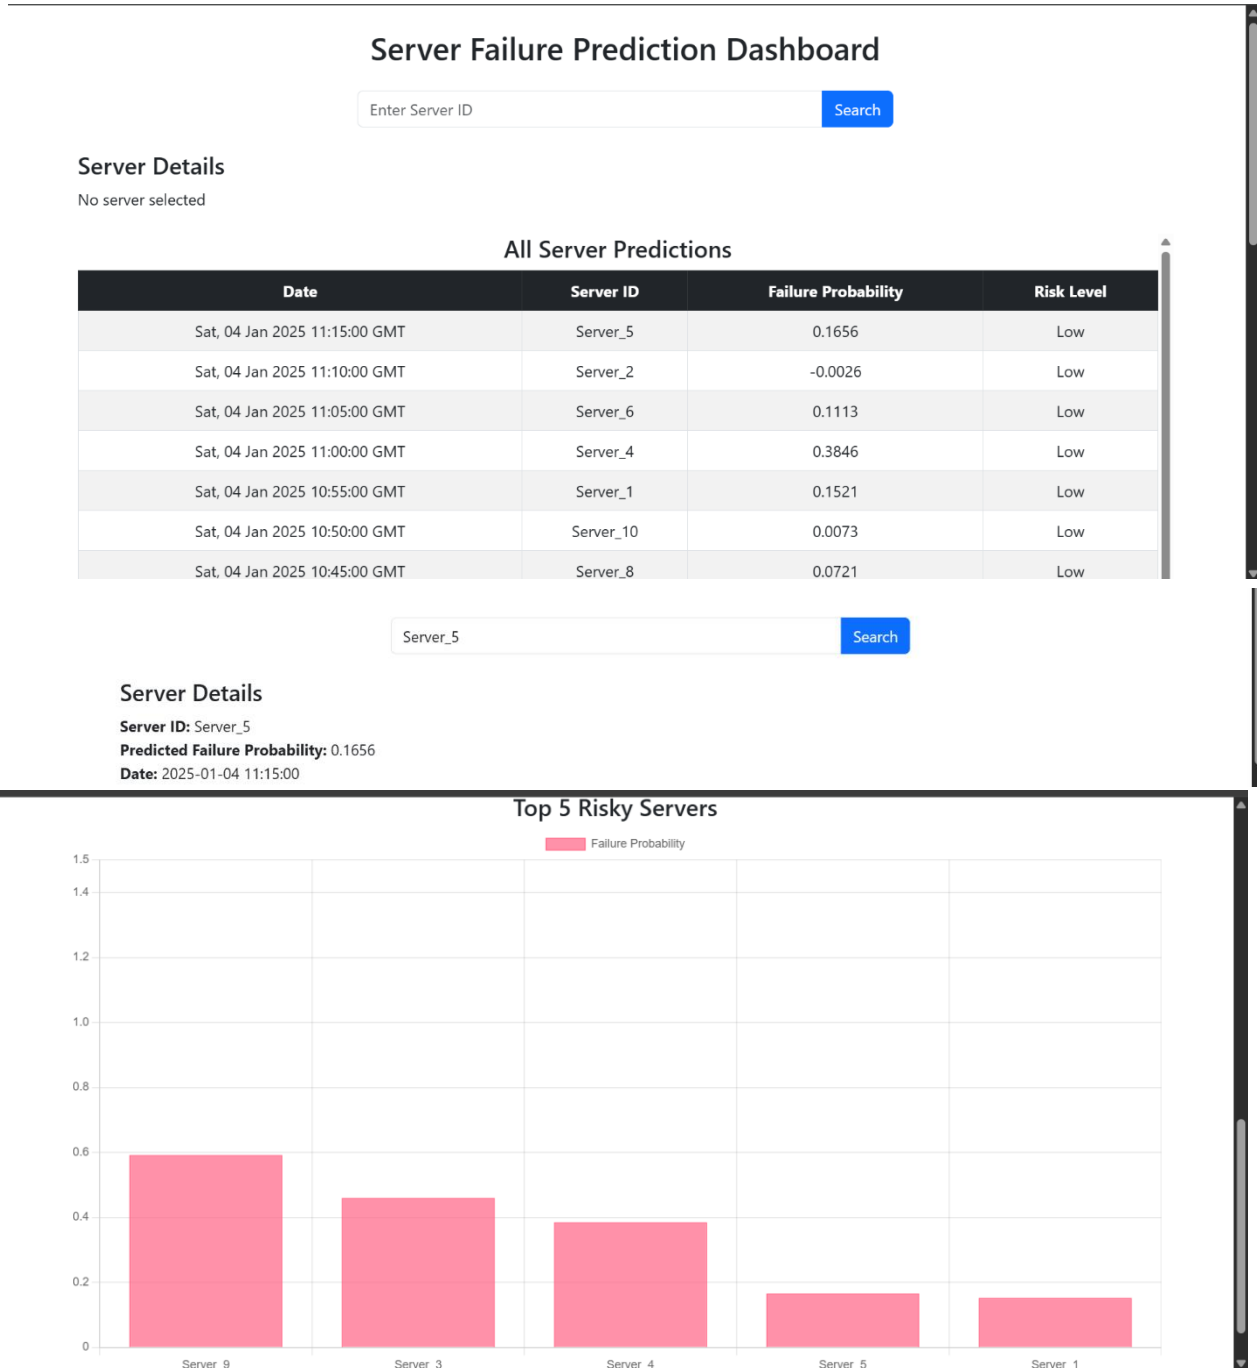 Server Failure Prediction Dashboard
Enter Server ID Search
Server Details
No server selected
All Server Predictions
Date Server ID Failure Probability Risk Level
Sat, 04 Jan 2025 11:15:00 GMT Server_5 0.1656 Low
Sat, 04 Jan 2025 11:10:00 GMT Server_2 -0.0026 Low
Sat, 04 Jan 2025 11:05:00 GMT Server_6 0.1113 Low
Sat, 04 Jan 2025 11:00:00 GMT Server_4 0.3846 Low
Sat, 04 Jan 2025 10:55:00 GMT Server_1 0.1521 Low
Sat, 04 Jan 2025 10:50:00 GMT Server_10 0.0073 Low
Sat, 04 Jan 2025 10:45:00 GMT Server_8 0.0721 Low
Server_5 Search
Server Details
Server ID: Server_5
Predicted Failure Probability: 0.1656
Date: 2025-01-04 11:15:00
Top 5 Risky Servers
Failure Probability
1.5
1.4
1.2
1.0
0.8
0.6
0.4
0.2
0
Server_9 Server_3 Server_4 Server_5 Server_1